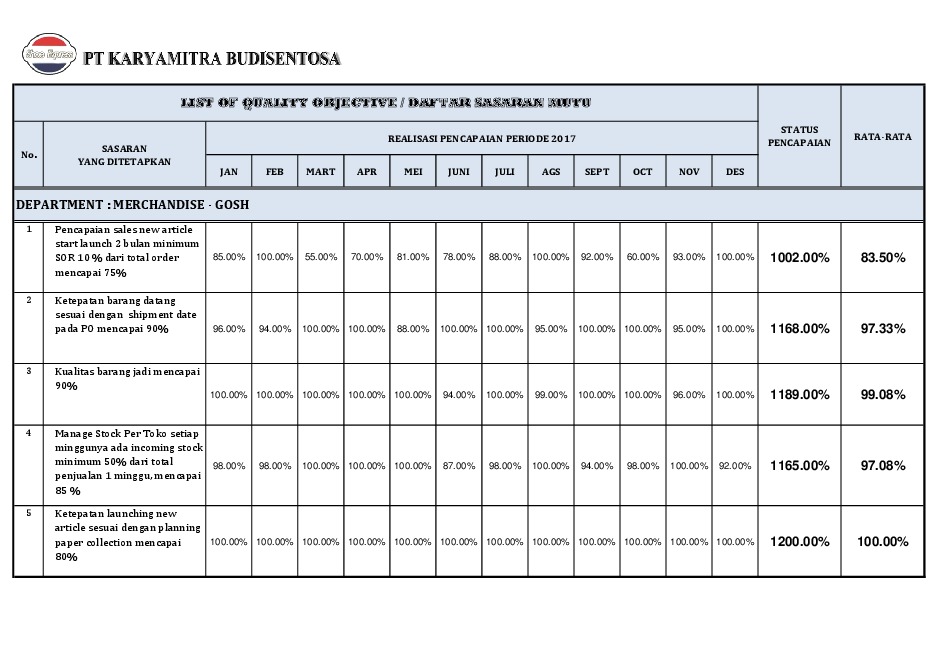 Shoe Express
PT KARYAMITRA BUDISENTOSA
LIST OF QUALITY OBJECTIVE / DAFTAR SASARAN MUTU
STATUS
PENCAPAIAN
RATA-RATA
No.
SASARAN
YANG DITETAPKAN
REALISASI PENCAPAIAN PERIODE 2017
JAN FEB MART APR MEI JUNI JULI AGS SEPT OCT NOV DES
DEPARTMENT : MERCHANDISE - GOSH
1
Pencapaian sales new article
start launch 2 bulan minimum
SOR 10% dari total order
mencapai 75%
85.00% 100.00% 55.00% 70.00% 81.00% 78.00% 88.00% 100.00% 92.00% 60.00% 93.00% 100.00% 1002.00% 83.50%
2
Ketepatan barang datang
sesuai dengan shipment date
pada PO mencapai 90%
96.00% 94.00% 100.00% 100.00% 88.00% 100.00% 100.00% 95.00% 100.00% 100.00% 95.00% 100.00% 1168.00% 97.33%
3
Kualitas barang jadi mencapai
90%
100.00% 100.00% 100.00% 100.00% 100.00% 94.00% 100.00% 99.00% 100.00% 100.00% 96.00% 100.00% 1189.00% 99.08%
4
Manage Stock Per Toko setiap
minggunya ada incoming stock
minimum 50% dari total
penjualan 1 minggu, mencapai
85 %
98.00% 98.00% 100.00% 100.00% 100.00% 87.00% 98.00% 100.00% 94.00% 98.00% 100.00% 92.00% 1165.00% 97.08%
5
Ketepatan launching new
article sesuai dengan planning
paper collection mencapai
80%
100.00% 100.00% 100.00% 100.00% 100.00% 100.00% 100.00% 100.00% 100.00% 100.00% 100.00% 100.00% 1200.00% 100.00%